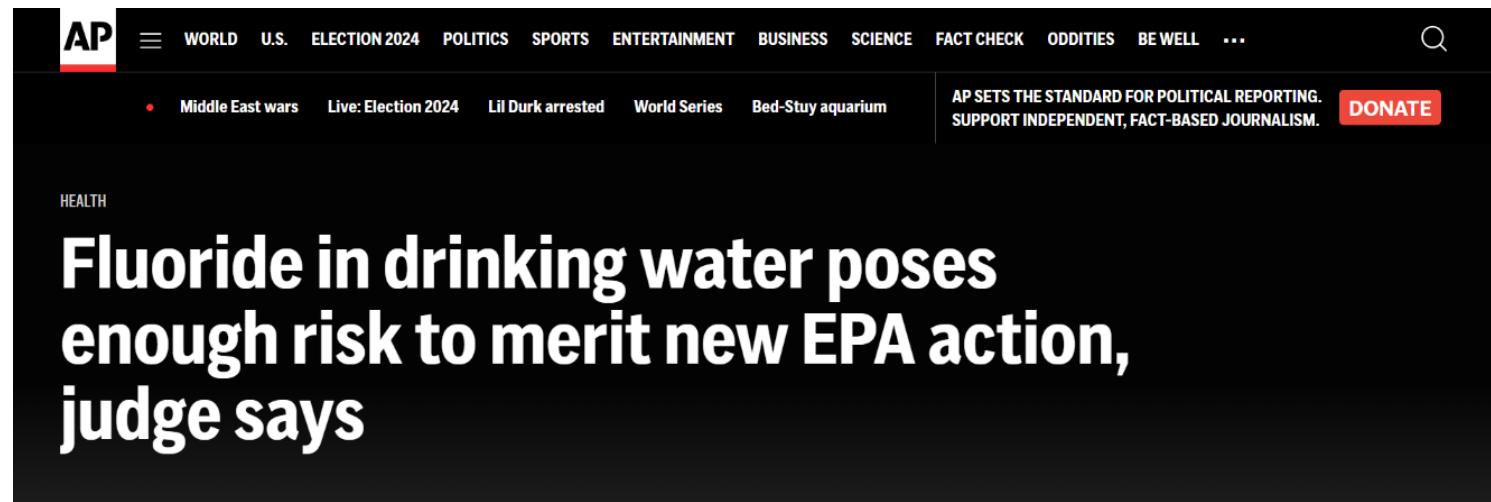 AP
WORLD U.S. ELECTION 2024 POLITICS SPORTS ENTERTAINMENT BUSINESS SCIENCE FACT CHECK ODDITIES BE WELL ...
Middle East wars Live: Election 2024 Lil Durk arrested World Series Bed-Stuy aquarium
AP SETS THE STANDARD FOR POLITICAL REPORTING.
SUPPORT INDEPENDENT, FACT-BASED JOURNALISM.
DONATE
HEALTH
Fluoride in drinking water poses
enough risk to merit new EPA action,
judge says